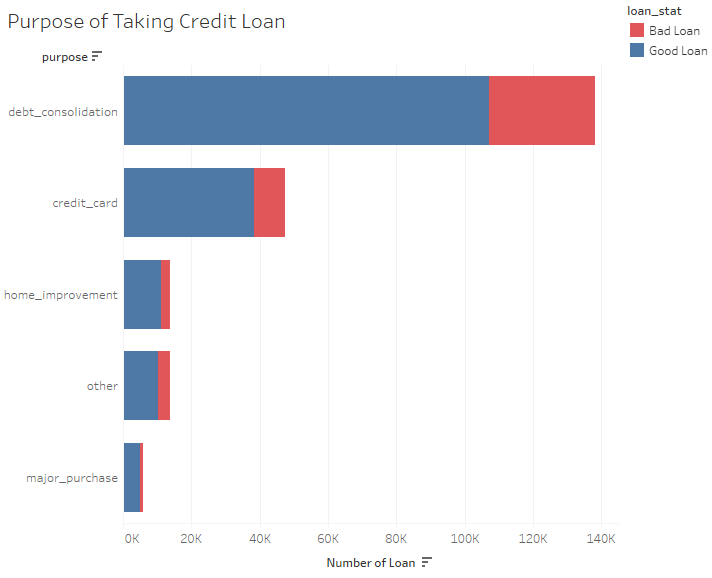 Purpose of Taking Credit Loan
loan_stat
Bad Loan
Good Loan
purpose
debt_consolidation
credit_card
home_improvement
other
major_purchase
0K 20K 40K 60K 80K 100K 120K 140K
Number of Loan